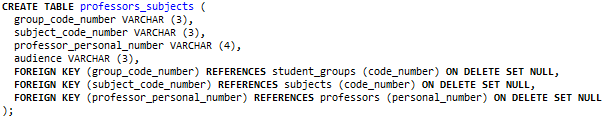 CREATE TABLE professors_subjects (
  group_code_number VARCHAR (3),
  subject_code_number VARCHAR (3),
  professor_personal_number VARCHAR (4),
  audience VARCHAR (3),
  FOREIGN KEY (group_code_number) REFERENCES student_groups (code_number) ON DELETE SET NULL,
  FOREIGN KEY (subject_code_number) REFERENCES subjects (code_number) ON DELETE SET NULL,
  FOREIGN KEY (professor_personal_number) REFERENCES professors (personal_number) ON DELETE SET NULL
);